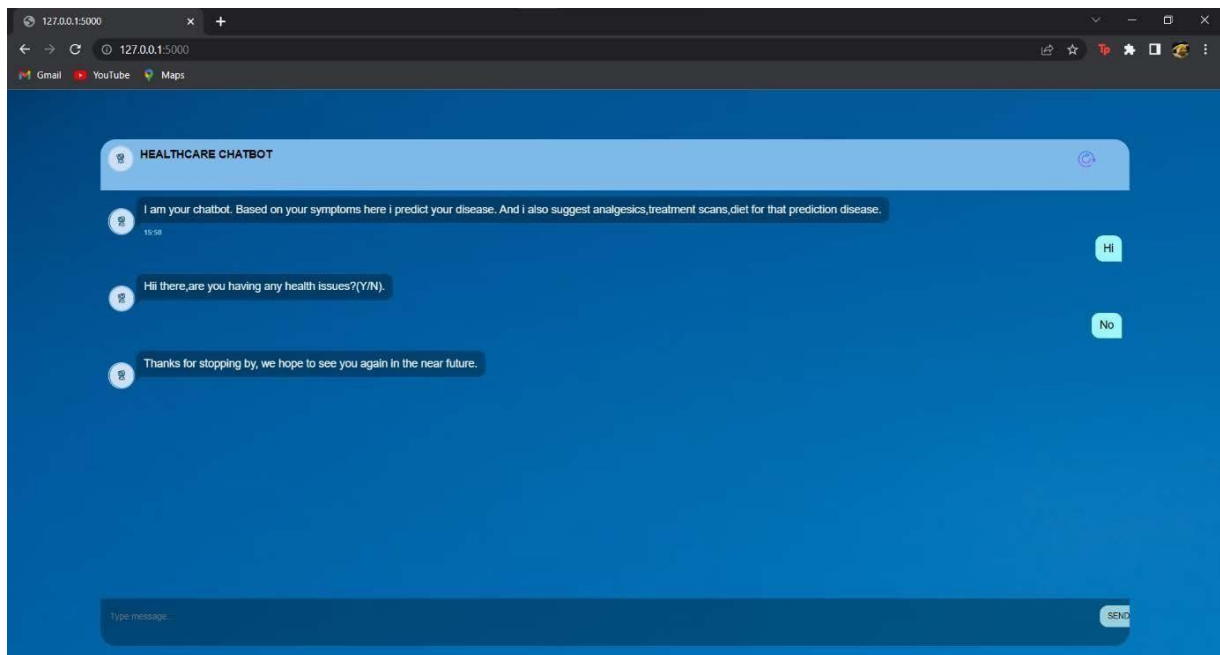 127.0.0.1:5000
127.0.0.1:5000
Tp
Gmail YouTube Maps
HEALTHCARE CHATBOT
I am your chatbot. Based on your symptoms here i predict your disease. And i also suggest analgesics,treatment scans,diet for that prediction disease.
15:58
Hi
Hii there,are you having any health issues?(Y/N).
No
Thanks for stopping by, we hope to see you again in the near future.
Type message..
SEND